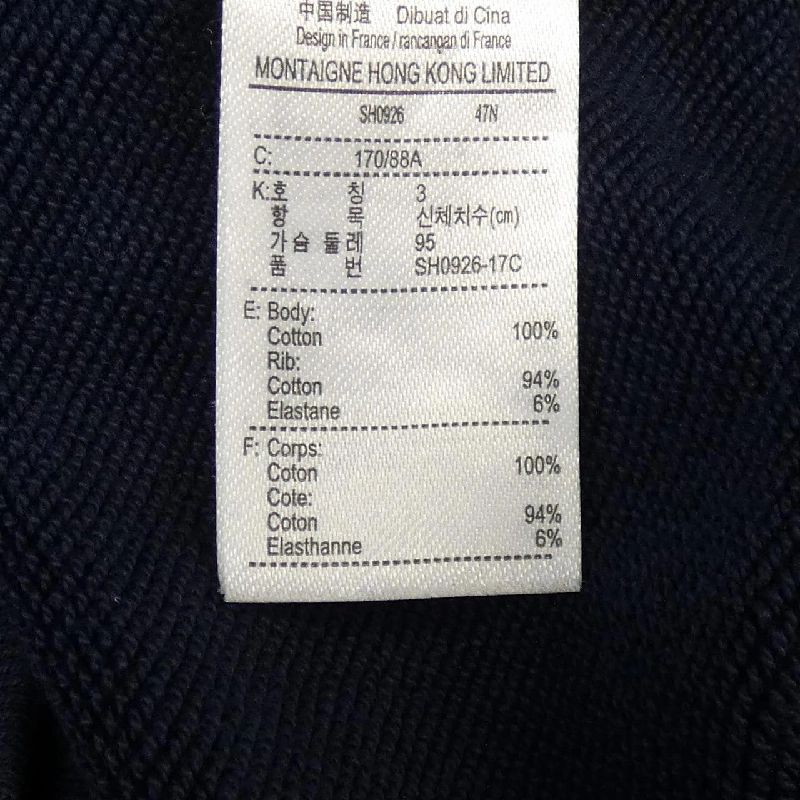 中国制造 Dibuat di Cina
Design in France / rancangan di France
MONTAIGNE HONG KONG LIMITED
SH0926 47N
C: 170/88A
K:호 칭 3
항 목 신체치수(cm)
가슴 둘레 95
품 번 SH0926-17C
E: Body:
Cotton 100%
Rib:
Cotton 94%
Elastane 6%
F: Corps:
Coton 100%
Cote:
Coton 94%
Elasthanne 6%